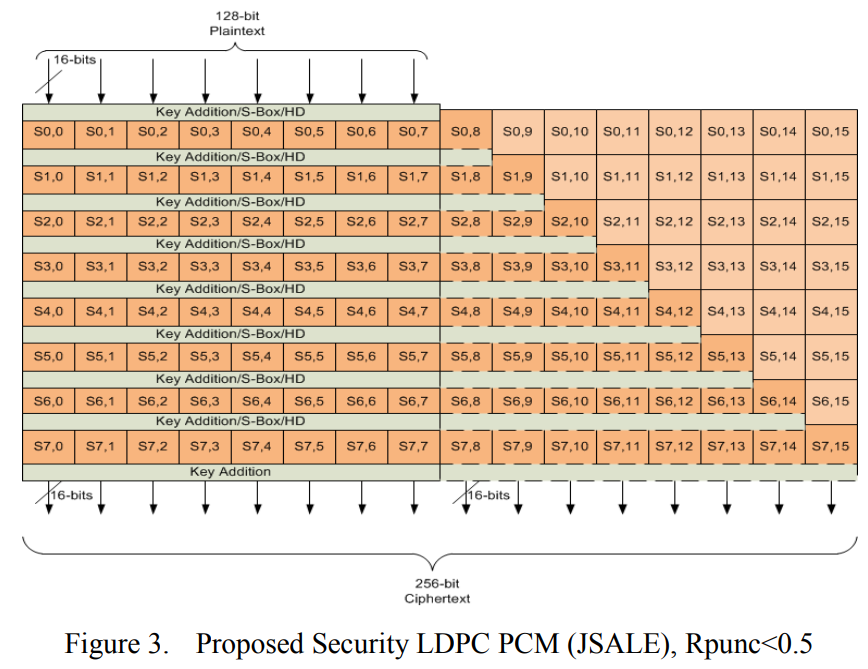 128-bit
Plaintext
16-bits
Key Addition/S-Box/HD
S0,0 S0,1 S0,2 S0,3 S0,4 S0,5 S0,6 S0,7 S0,8 S0,9 S0,10 S0,11 S0,12 S0,13 S0,14 S0,15
Key Addition/S-Box/HD
S1,0 S1,1 S1,2 S1,3 S1,4 S1,5 S1,6 S1,7 S1,8 S1,9 S1,10 S1,11 S1,12 S1,13 S1,14 S1,15
Key Addition/S-Box/HD
S2,0 S2,1 S2,2 S2,3 S2,4 S2,5 S2,6 S2,7 S2,8 S2,9 S2,10 S2,11 S2,12 S2,13 S2,14 S2,15
Key Addition/S-Box/HD
S3,0 S3,1 S3,2 S3,3 S3,4 S3,5 S3,6 S3,7 S3,8 S3,9 S3,10 S3,11 S3,12 S3,13 S3,14 S3,15
Key Addition/S-Box/HD
S4,0 S4,1 S4,2 S4,3 S4,4 S4,5 S4,6 S4,7 S4,8 S4,9 S4,10 S4,11 S4,12 S4,13 S4,14 S4,15
Key Addition/S-Box/HD
S5,0 S5,1 S5,2 S5,3 S5,4 S5,5 S5,6 S5,7 S5,8 S5,9 S5,10 S5,11 S5,12 S5,13 S5,14 S5,15
Key Addition/S-Box/HD
S6,0 S6,1 S6,2 S6,3 S6,4 S6,5 S6,6 S6,7 S6,8 S6,9 S6,10 S6,11 S6,12 S6,13 S6,14 S6,15
Key Addition/S-Box/HD
S7,0 S7,1 S7,2 S7,3 S7,4 S7,5 S7,6 S7,7 S7,8 S7,9 S7,10 S7,11 S7,12 S7,13 S7,14 S7,15
Key Addition
16-bits 16-bits
256-bit
Ciphertext
Figure 3. Proposed Security LDPC PCM (JSALE), Rpunc<0.5